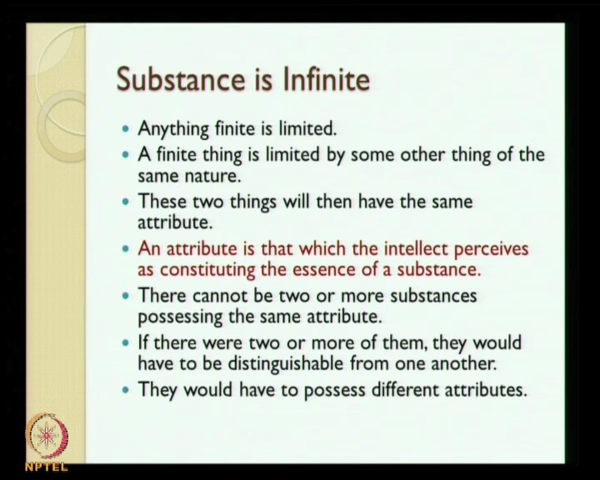 Substance is Infinite
• Anything finite is limited.
• A finite thing is limited by some other thing of the
same nature.
• These two things will then have the same
attribute.
• An attribute is that which the intellect perceives
as constituting the essence of a substance.
• There cannot be two or more substances
possessing the same attribute.
• If there were two or more of them, they would
have to be distinguishable from one another.
• They would have to possess different attributes.
NPTEL